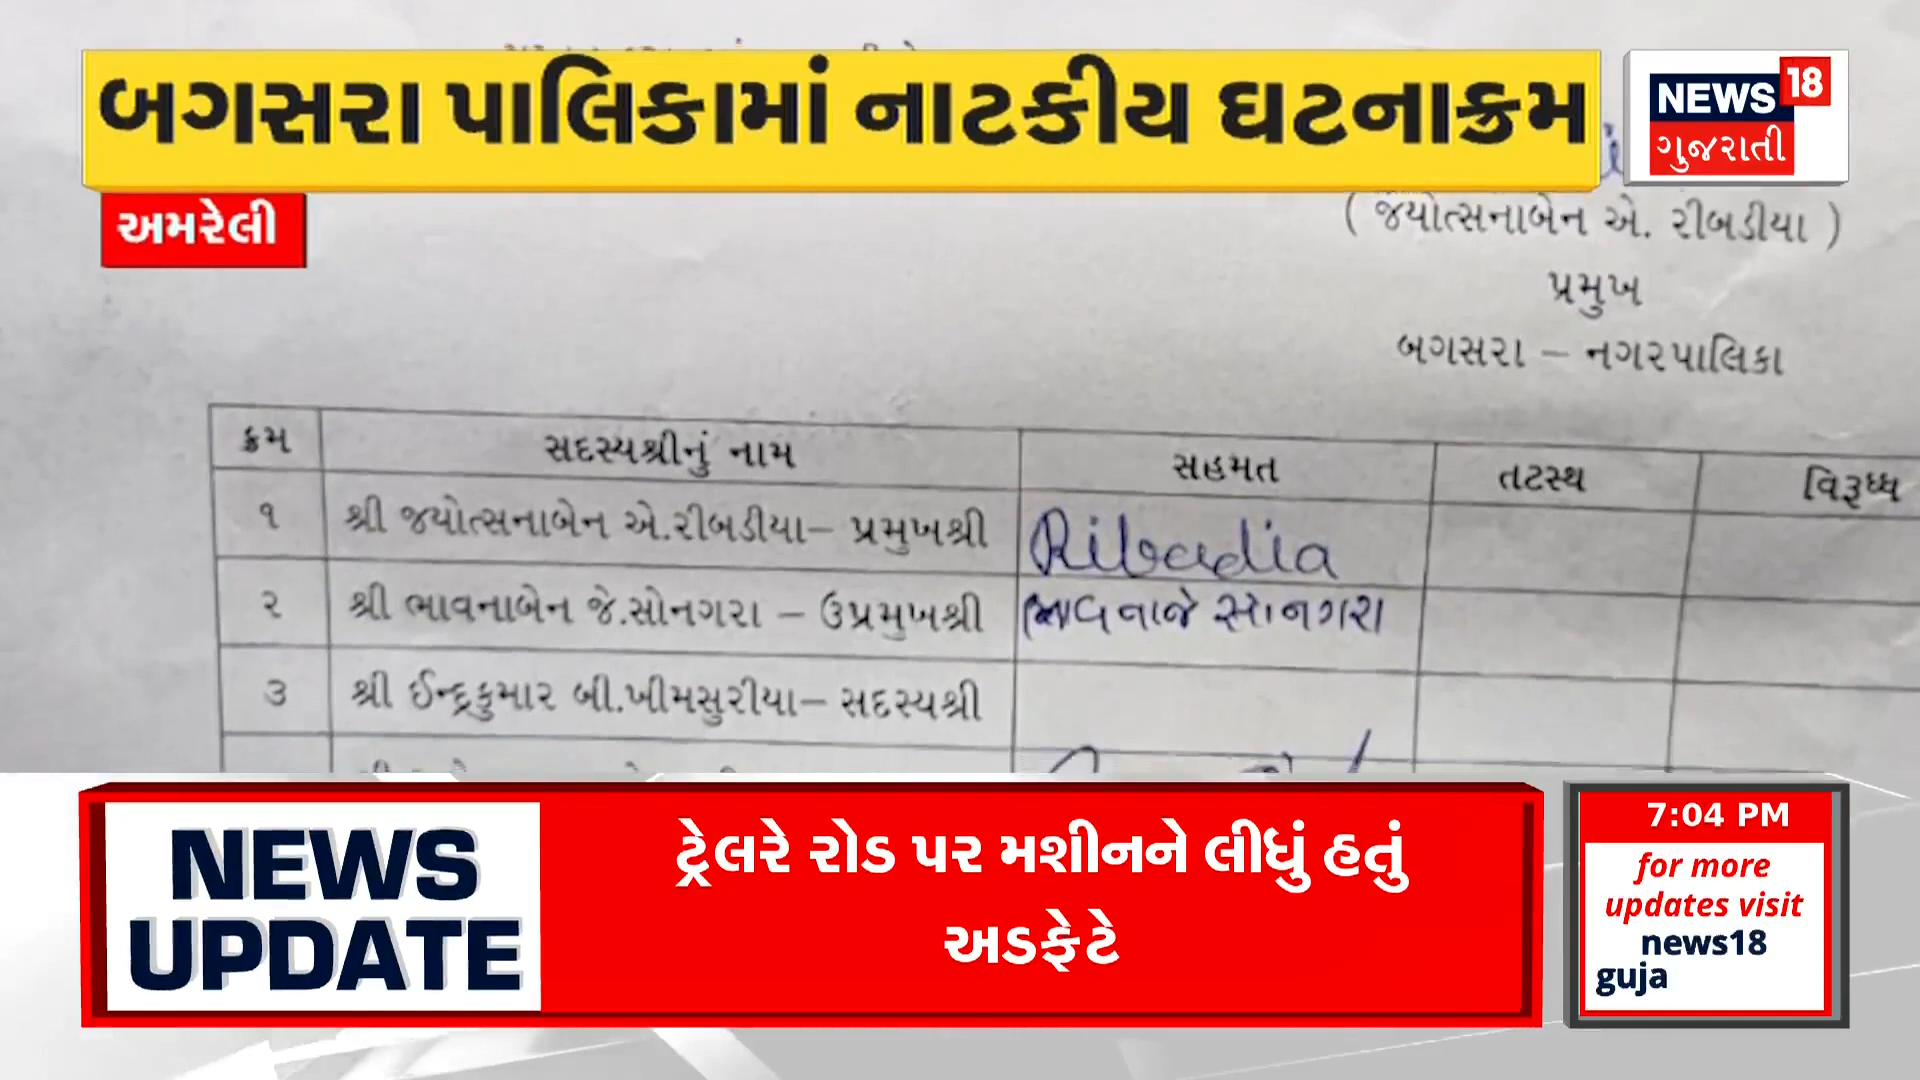 બગસરા પાલિકામાં નાટકીય ઘટનાક્રમ
NEWS 18
ગુજરાતી
અમરેલી
( જ્યોત્સનાબેન એ. રીબડીયા )
પ્રમુખ
બગસરા – નગરપાલિકા
ક્રમ સદસ્યશ્રીનું નામ સહમત તટસ્થ વિરૂધ્ધ
૧ શ્રી જ્યોત્સનાબેન એ.રીબડીયા– પ્રમુખશ્રી Ribadia
૨ શ્રી ભાવનાબેન જે.સોનગરા – ઉપ્રમુખશ્રી ભાવનાજે સોનગરા
૩ શ્રી ઈન્દ્રકુમાર બી.ખીમસુરીયા– સદસ્યશ્રી
NEWS
UPDATE
ટ્રેલરે રોડ પર મશીનને લીધું હતું
અડફેટે
7:04 PM
for more
updates visit
news18
guja